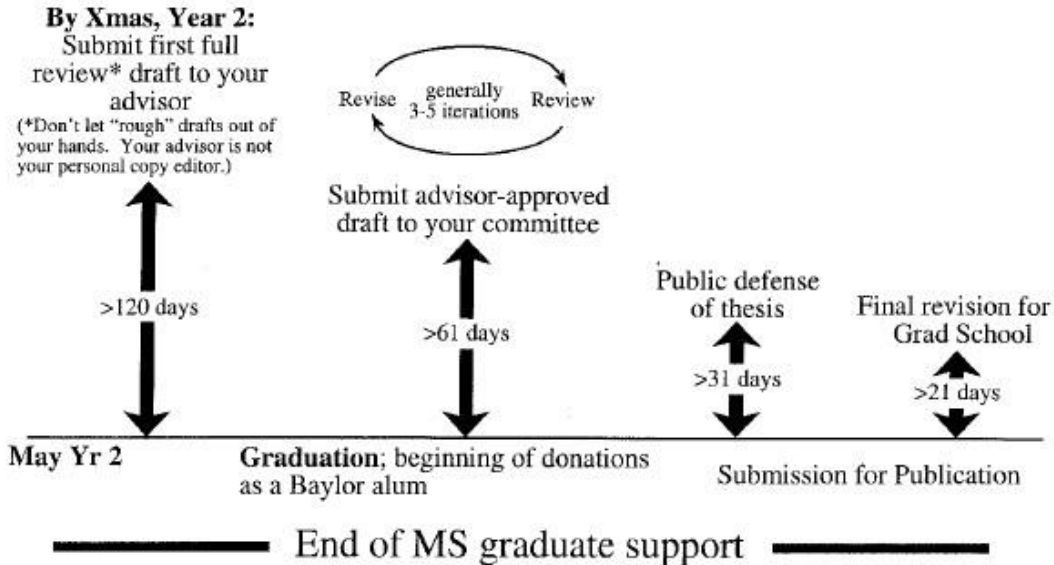 By Xmas, Year 2:
Submit first full
review* draft to your
advisor
(*Don't let "rough" drafts out of
your hands. Your advisor is not
your personal copy editor.)
>120 days
Revise
generally
3-5 iterations
Review
Submit advisor-approved
draft to your committee
>61 days
Public defense
of thesis
>31 days
Final revision for
Grad School
>21 days
May Yr 2
Graduation; beginning of donations
as a Baylor alum
Submission for Publication
End of MS graduate support